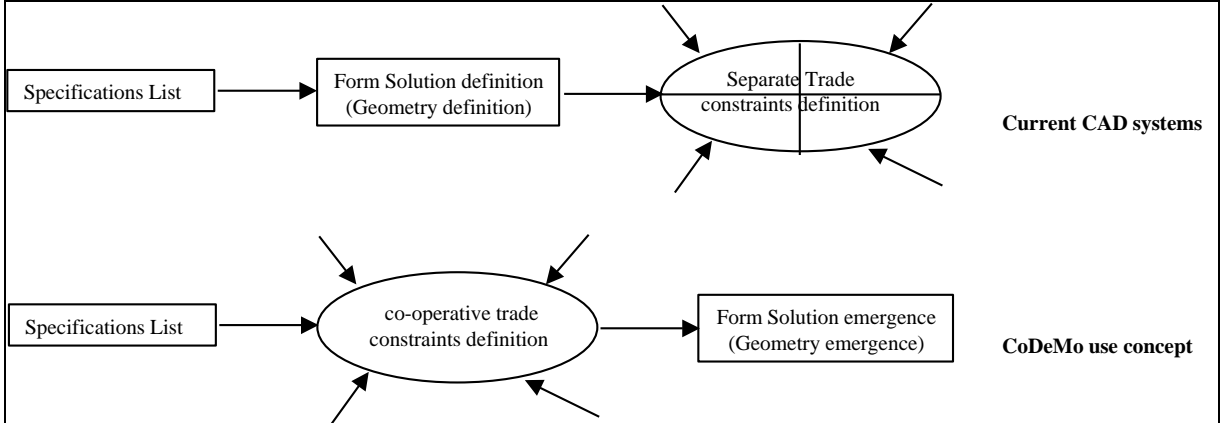 Specifications List
Form Solution definition
(Geometry definition)
Separate Trade
constraints definition
Current CAD systems
Specifications List
co-operative trade
constraints definition
Form Solution emergence
(Geometry emergence)
CoDeMo use concept